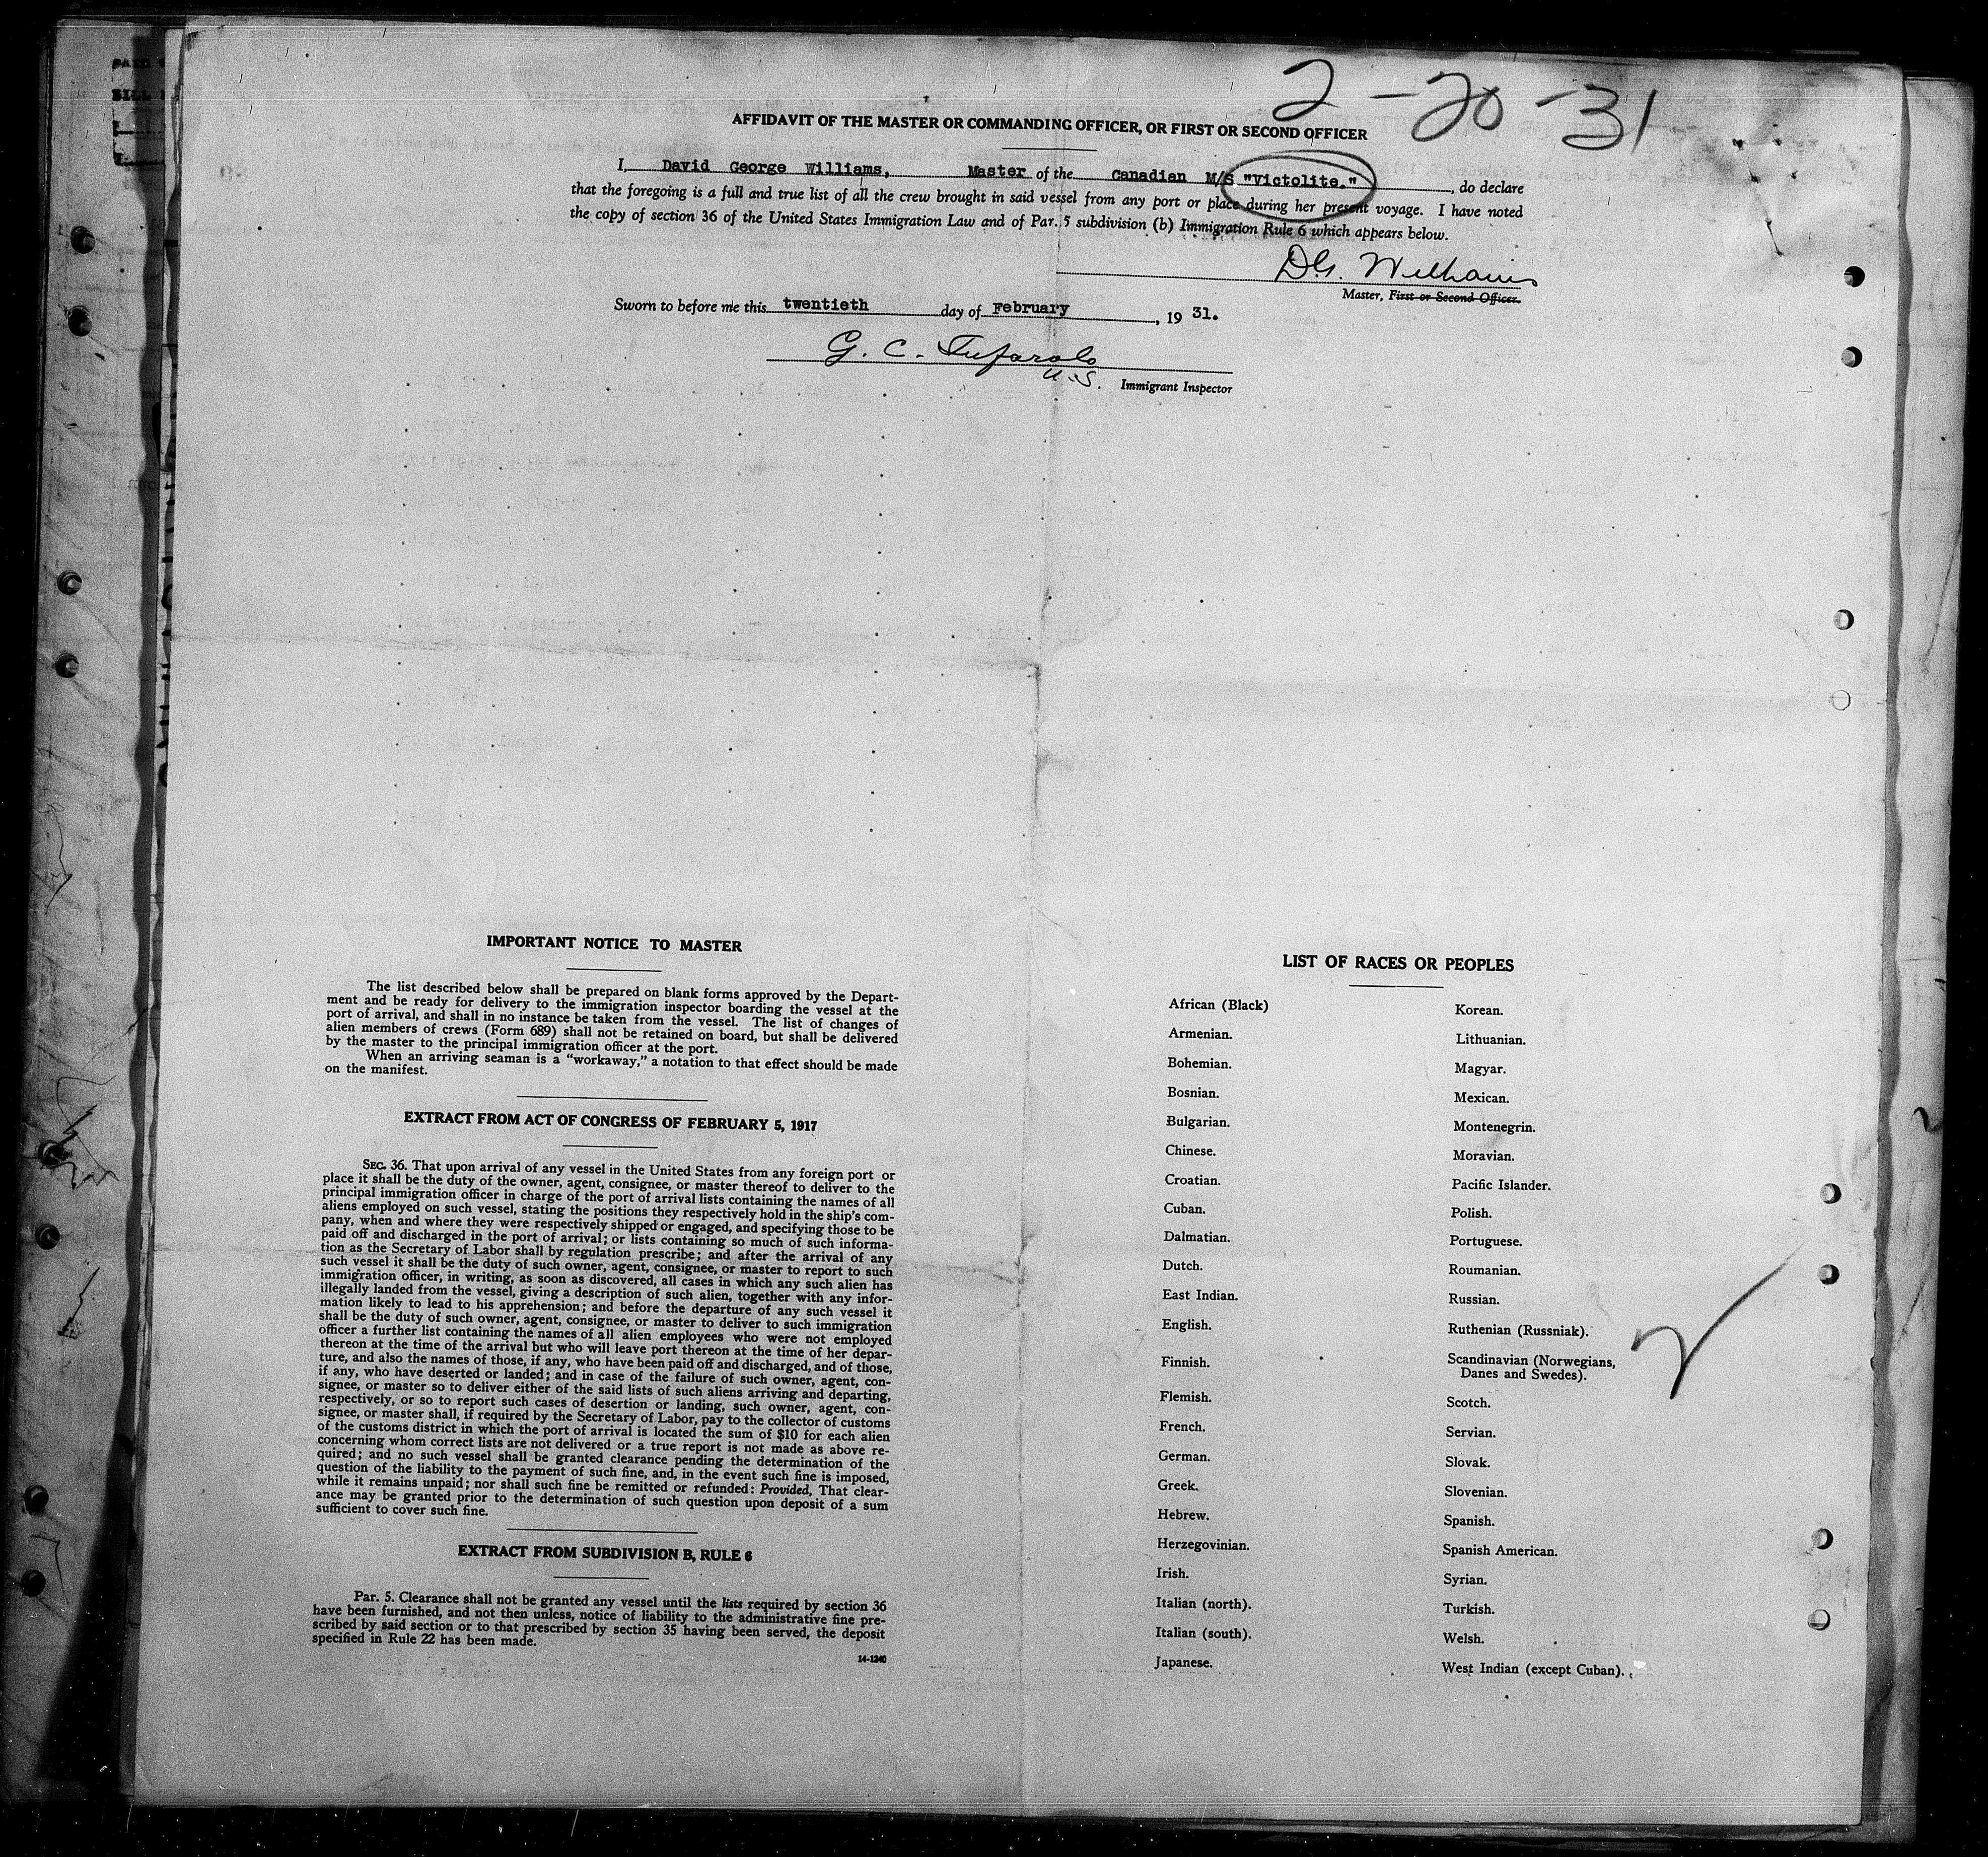 2-20-31
AFFIDAVIT OF THE MASTER OR COMMANDING OFFICER, OR FIRST OR SECOND OFFICER
I, David George Williams, Master of the Canadian M/S "Victolite.", do declare
that the foregoing is a full and true list of all the crew brought in said vessel from any port or place during her present voyage. I have noted
the copy of section 36 of the United States Immigration Law and of Par. 5 subdivision (b) Immigration Rule 6 which appears below.
D.G. Williams
Master, First or Second Officer.
Sworn to before me this twentieth day of February, 19 31.
G. C. Tufarolo
U.S. Immigrant Inspector
IMPORTANT NOTICE TO MASTER
The list described below shall be prepared on blank forms approved by the Depart-
ment and be ready for delivery to the immigration inspector boarding the vessel at the
port of arrival, and shall in no instance be taken from the vessel. The list of changes of
alien members of crews (Form 689) shall not be retained on board, but shall be delivered
by the master to the principal immigration officer at the port.
When an arriving seaman is a "workaway," a notation to that effect should be made
on the manifest.
EXTRACT FROM ACT OF CONGRESS OF FEBRUARY 5, 1917
SEC. 36. That upon arrival of any vessel in the United States from any foreign port or
place it shall be the duty of the owner, agent, consignee, or master thereof to deliver to the
principal immigration officer in charge of the port of arrival lists containing the names of all
aliens employed on such vessel, stating the positions they respectively hold in the ship's com-
pany, when and where they were respectively shipped or engaged, and specifying those to be
paid off and discharged in the port of arrival; or lists containing so much of such informa-
tion as the Secretary of Labor shall by regulation prescribe; and after the arrival of any
such vessel it shall be the duty of such owner, agent, consignee, or master to report to such
immigration officer, in writing, as soon as discovered, all cases in which any such alien has
illegally landed from the vessel, giving a description of such alien, together with any infor-
mation likely to lead to his apprehension; and before the departure of any such vessel it
shall be the duty of such owner, agent, consignee, or master to deliver to such immigration
officer a further list containing the names of all alien employees who were not employed
thereon at the time of the arrival but who will leave port thereon at the time of her depar-
ture, and also the names of those, if any, who have been paid off and discharged, and of those,
if any, who have deserted or landed; and in case of the failure of such owner, agent, con-
signee, or master so to deliver either of the said lists of such aliens arriving and departing,
respectively, or so to report such cases of desertion or landing, such owner, agent, con-
signee, or master shall, if required by the Secretary of Labor, pay to the collector of customs
of the customs district in which the port of arrival is located the sum of $10 for each alien
concerning whom correct lists are not delivered or a true report is not made as above re-
quired; and no such vessel shall be granted clearance pending the determination of the
question of the liability to the payment of such fine, and, in the event such fine is imposed,
while it remains unpaid; nor shall such fine be remitted or refunded: Provided, That clear-
ance may be granted prior to the determination of such question upon deposit of a sum
sufficient to cover such fine.
EXTRACT FROM SUBDIVISION B, RULE 6
Par. 5. Clearance shall not be granted any vessel until the lists required by section 36
have been furnished, and not then unless, notice of liability to the administrative fine pre-
scribed by said section or to that prescribed by section 35 having been served, the deposit
specified in Rule 22 has been made.
14-1240
LIST OF RACES OR PEOPLES
African (Black)
Armenian.
Bohemian.
Bosnian.
Bulgarian.
Chinese.
Croatian.
Cuban.
Dalmatian.
Dutch.
East Indian.
English.
Finnish.
Flemish.
French.
German.
Greek.
Hebrew.
Herzegovinian.
Irish.
Italian (north).
Italian (south).
Japanese.
Korean.
Lithuanian.
Magyar.
Mexican.
Montenegrin.
Moravian.
Pacific Islander.
Polish.
Portuguese.
Roumanian.
Russian.
Ruthenian (Russniak).
Scandinavian (Norwegians,
Danes and Swedes).
Scotch.
Servian.
Slovak.
Slovenian.
Spanish.
Spanish American.
Syrian.
Turkish.
Welsh.
West Indian (except Cuban).